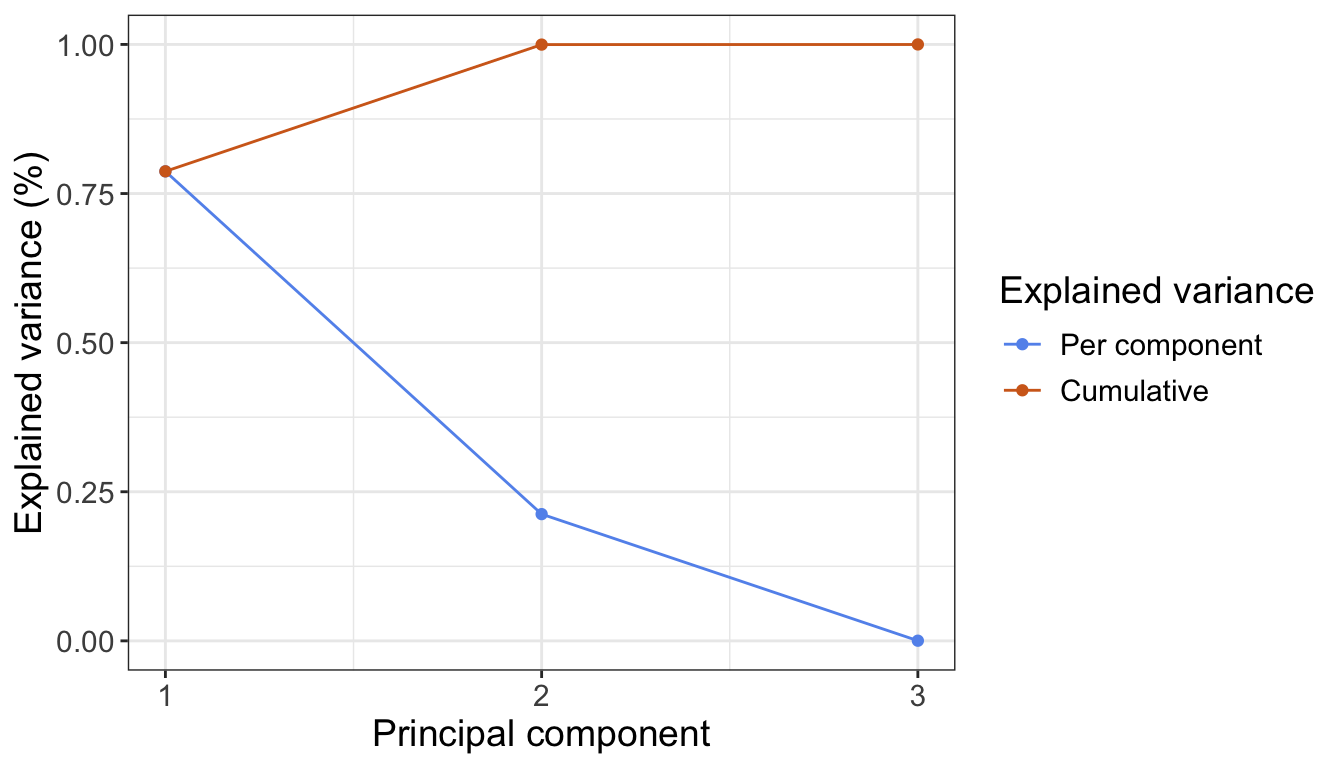 Explained variance (%)
1.00
0.75
0.50
0.25
0.00
1 2 3
Principal component
Explained variance
Per component
Cumulative